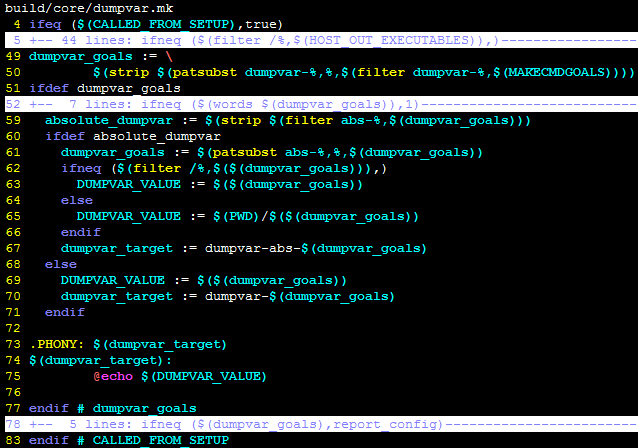 build/core/dumpvar.mk
4 ifeq ($(CALLED_FROM_SETUP),true)
5 +-- 44 lines: ifneq ($(filter /%,$(HOST_OUT_EXECUTABLES)),)----------------
49 dumpvar_goals := \
50         $(strip $(patsubst dumpvar-%,%,$(filter dumpvar-%,$(MAKECMDGOALS))))
51 ifdef dumpvar_goals
52 +--  7 lines: ifneq ($(words $(dumpvar_goals)),1)---------------------------
59   absolute_dumpvar := $(strip $(filter abs-%,$(dumpvar_goals)))
60   ifdef absolute_dumpvar
61     dumpvar_goals := $(patsubst abs-%,%,$(dumpvar_goals))
62     ifneq ($(filter /%,$($(dumpvar_goals))),)
63       DUMPVAR_VALUE := $($(dumpvar_goals))
64     else
65       DUMPVAR_VALUE := $(PWD)/$($(dumpvar_goals))
66     endif
67     dumpvar_target := dumpvar-abs-$(dumpvar_goals)
68   else
69     DUMPVAR_VALUE := $($(dumpvar_goals))
70     dumpvar_target := dumpvar-$(dumpvar_goals)
71   endif
72
73 .PHONY: $(dumpvar_target)
74 $(dumpvar_target):
75         @echo $(DUMPVAR_VALUE)
76
77 endif # dumpvar_goals
78 +--  5 lines: ifneq ($(dumpvar_goals),report_config)------------------------
83 endif # CALLED_FROM_SETUP